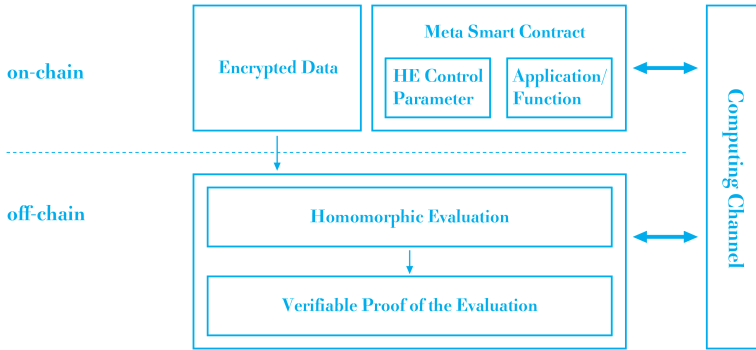 on-chain
Encrypted Data
Meta Smart Contract
HE Control
Parameter
Application/
Function
off-chain
Homomorphic Evaluation
Verifiable Proof of the Evaluation
Computing Channel